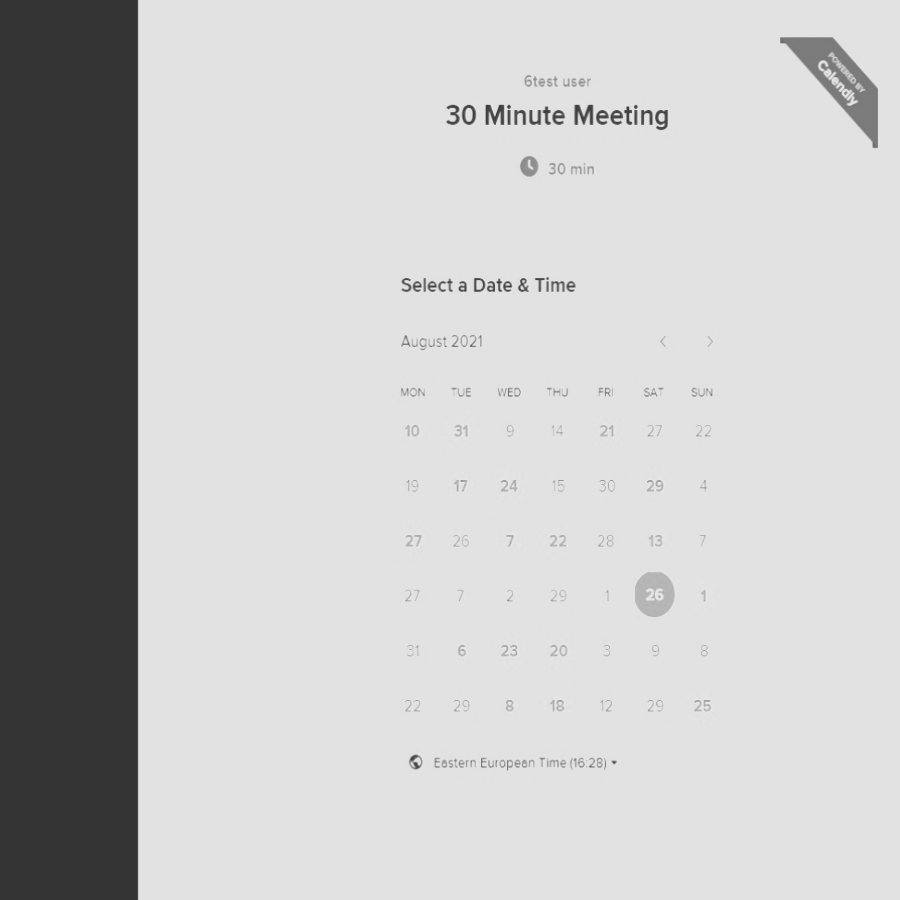 POWERED BY
Calendly
6test user
30 Minute Meeting
30 min
Select a Date & Time
August 2021
MON TUE WED THU FRI SAT SUN
10 31 9 14 21 27 22
19 17 24 15 30 29 4
27 26 7 22 28 13 7
27 7 2 29 1 26 1
31 6 23 20 3 9 8
22 29 8 18 12 29 25
Eastern European Time (16:28)